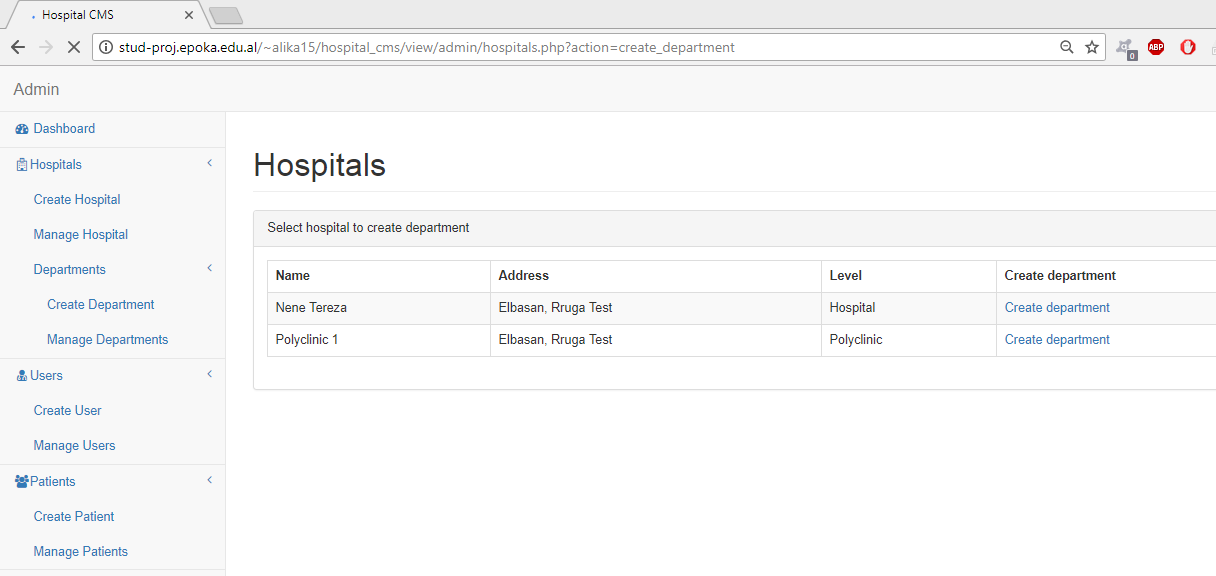 Hospital CMS
stud-proj.epoka.edu.al/~alika15/hospital_cms/view/admin/hospitals.php?action=create_department
0
ABP
Admin
Dashboard
Hospitals
Create Hospital
Manage Hospital
Departments
Create Department
Manage Departments
Users
Create User
Manage Users
Patients
Create Patient
Manage Patients
Hospitals
Select hospital to create department
Name Address Level Create department
Nene Tereza Elbasan, Rruga Test Hospital Create department
Polyclinic 1 Elbasan, Rruga Test Polyclinic Create department